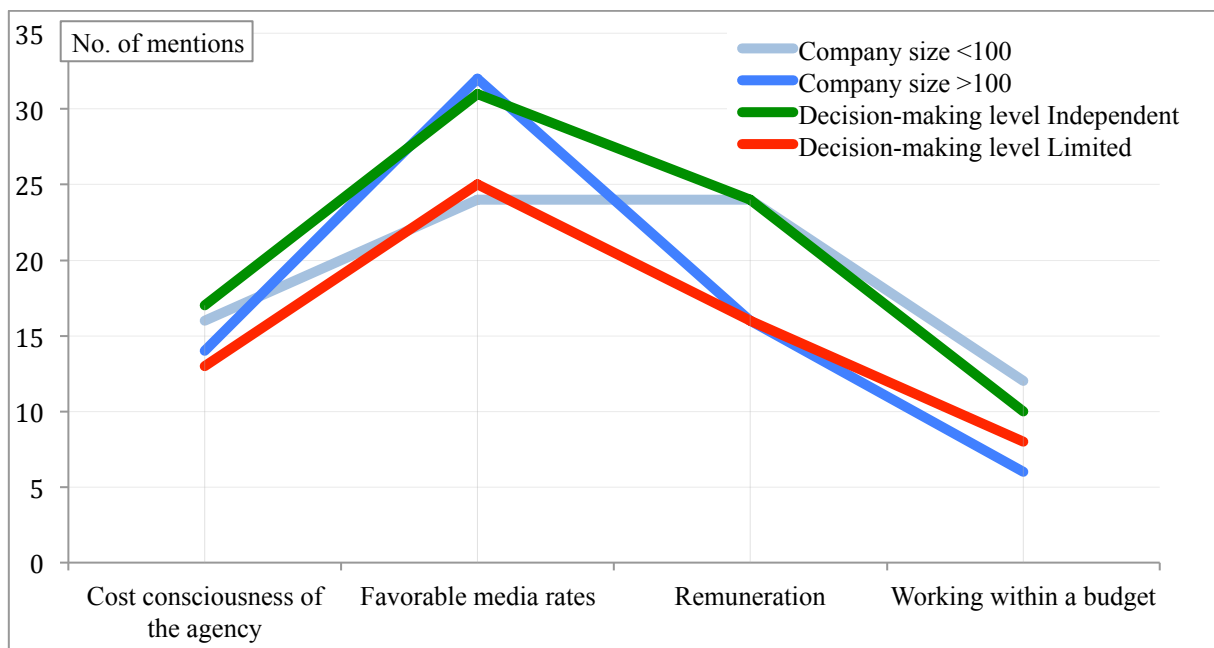 No. of mentions
35
30
25
20
15
10
5
0
Company size <100
Company size >100
Decision-making level Independent
Decision-making level Limited
Cost consciousness of
the agency
Favorable media rates
Remuneration
Working within a budget